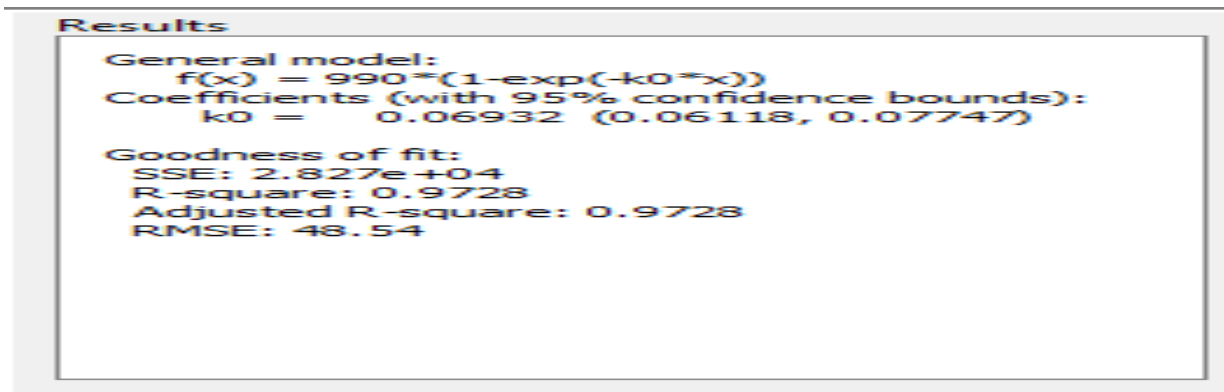 Results
General model:
f(x) = 990*(1-exp(-k0*x))
Coefficients (with 95% confidence bounds):
k0 = 0.06932 (0.06118, 0.07747)
Goodness of fit:
SSE: 2.827e+04
R-square: 0.9728
Adjusted R-square: 0.9728
RMSE: 48.54